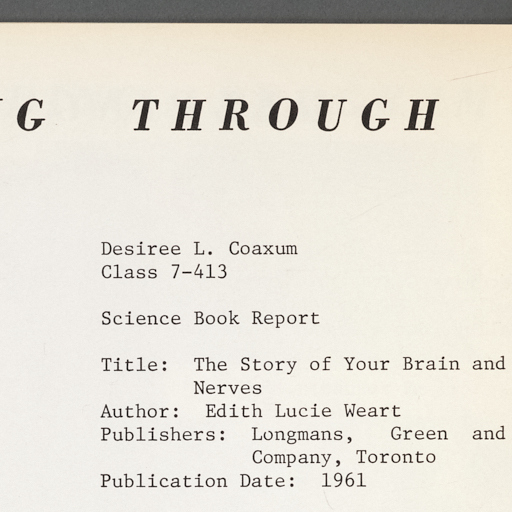 G THROUGH
Desiree L. Coaxum
Class 7-413
Science Book Report
Title: The Story of Your Brain and
Nerves
Author: Edith Lucie Weart
Publishers: Longmans, Green and
Company, Toronto
Publication Date: 1961